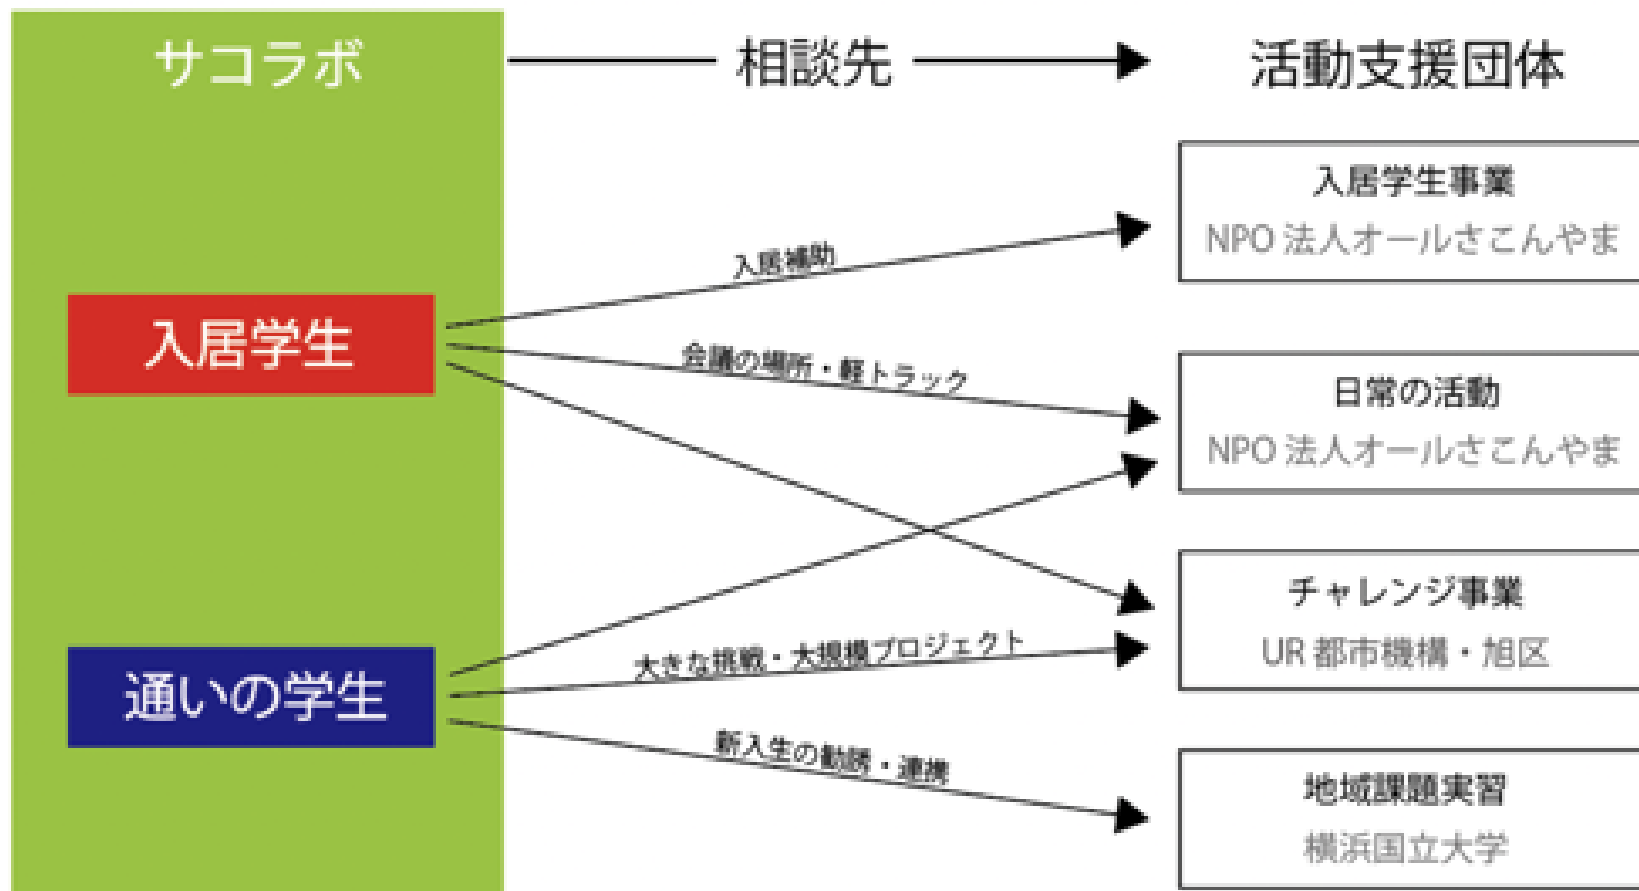 サコラボ
相談先
活動支援団体
入居学生事業
NPO 法人オールさこんやま
入居補助
入居学生
会議の場所・軽トラック
日常の活動
NPO 法人オールさこんやま
チャレンジ事業
UR 都市機構・旭区
大きな挑戦・大規模プロジェクト
通いの学生
新入生の勧誘・連携
地域課題実習
横浜国立大学